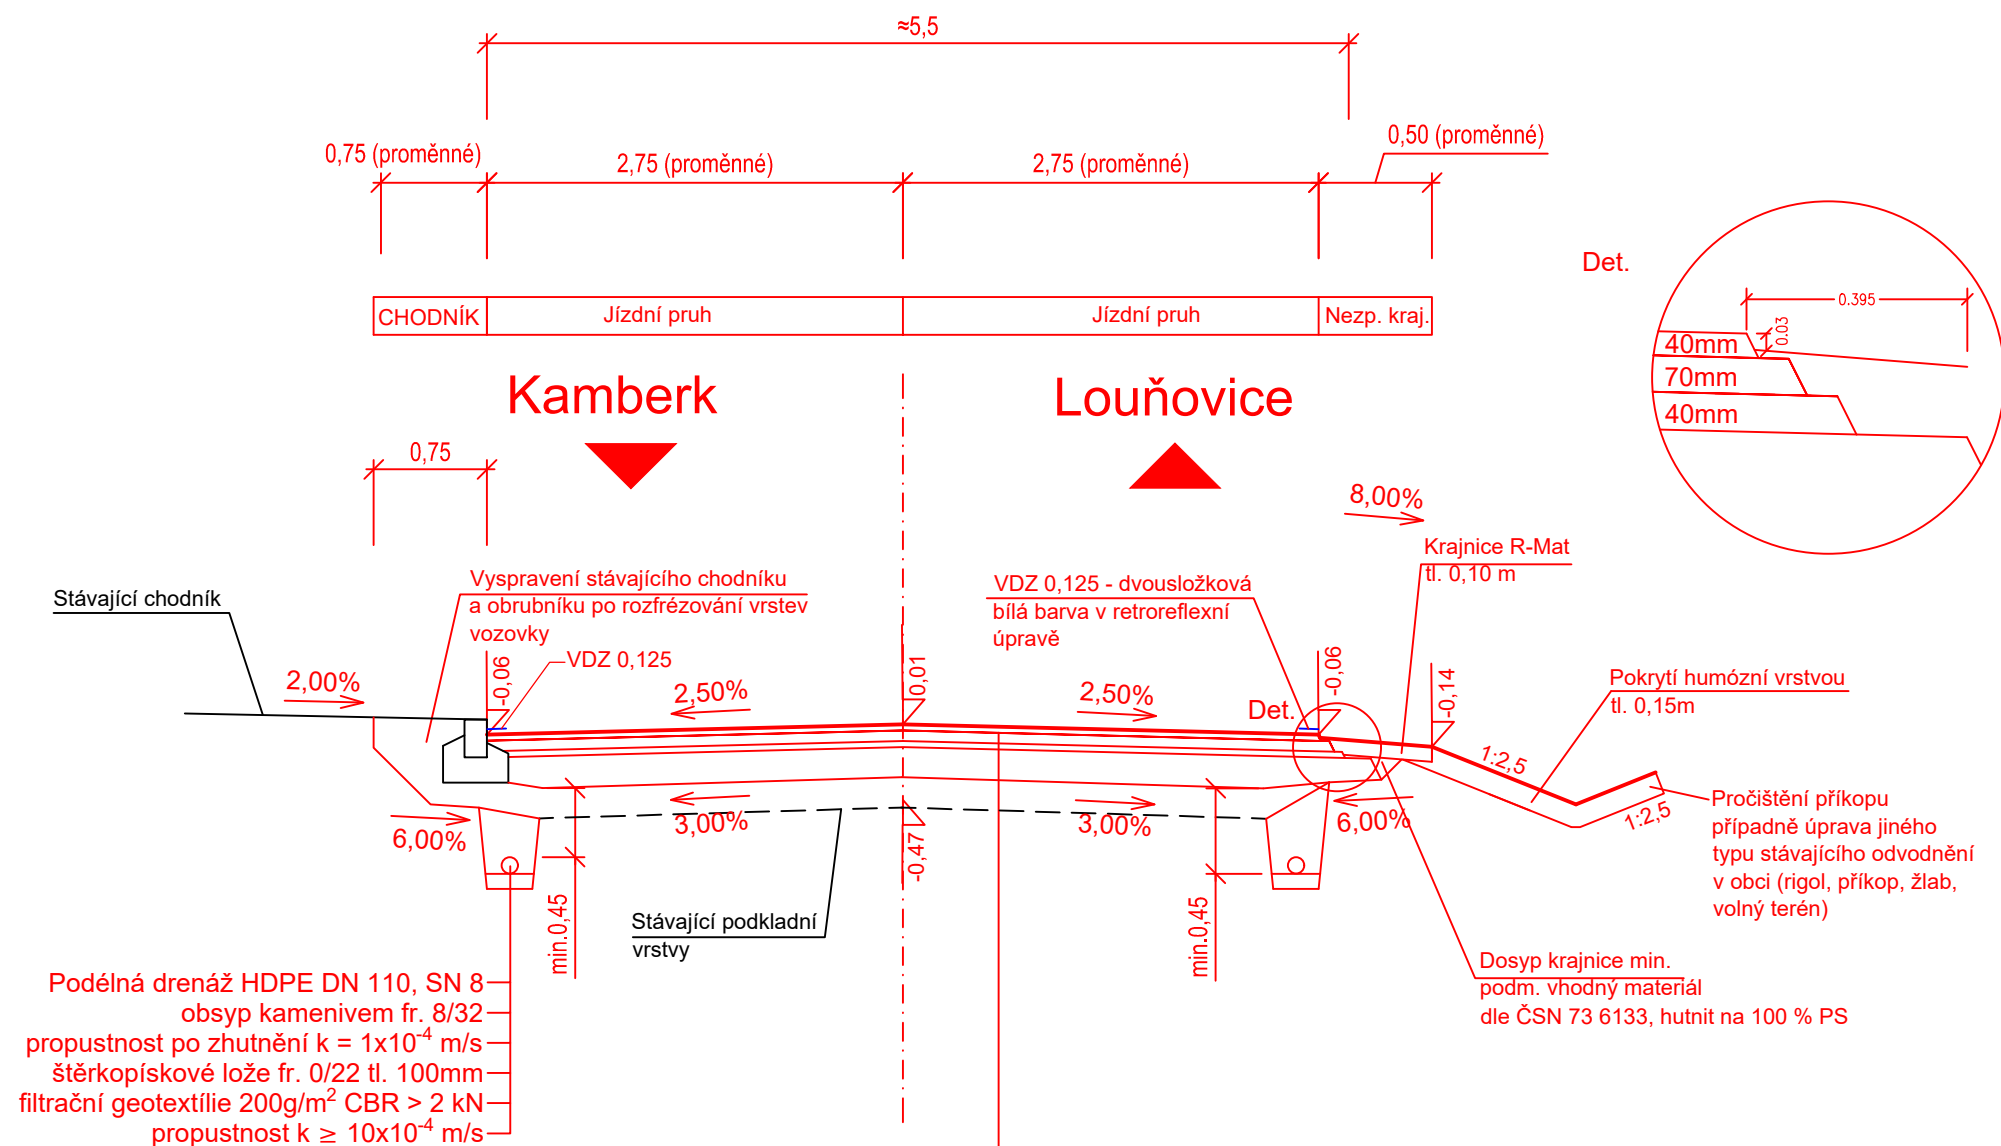 ≈5,5
0,75 (proměnné)
2,75 (proměnné)
2,75 (proměnné)
0,50 (proměnné)
Det.
0.395
0.03
40mm
70mm
40mm
CHODNÍK
Jízdní pruh
Jízdní pruh
Nezp. kraj.
Kamberk
Louňovice
0,75
8,00%
Krajnice R-Mat
tl. 0,10 m
Stávající chodník
Vyspravení stávajícího chodníku
a obrubníku po rozfrézování vrstev
vozovky
VDZ 0,125
VDZ 0,125 - dvousložková
bílá barva v retroreflexní
úpravě
2,00%
-0,06
2,50%
0,01
2,50%
Det.
-0,06
-0,14
Pokrytí humózní vrstvou
tl. 0,15m
1:2,5
1:2,5
Pročištění příkopu
případně úprava jiného
typu stávajícího odvodnění
v obci (rigol, příkop, žlab,
volný terén)
6,00%
3,00%
-0,47
3,00%
6,00%
min.0,45
min.0,45
Stávající podkladní
vrstvy
Dosyp krajnice min.
podm. vhodný materiál
dle ČSN 73 6133, hutnit na 100 % PS
Podélná drenáž HDPE DN 110, SN 8
obsyp kamenivem fr. 8/32
propustnost po zhutnění k = 1x10⁻⁴ m/s
štěrkopískové lože fr. 0/22 tl. 100mm
filtrační geotextílie 200g/m² CBR > 2 kN
propustnost k ≥ 10x10⁻⁴ m/s